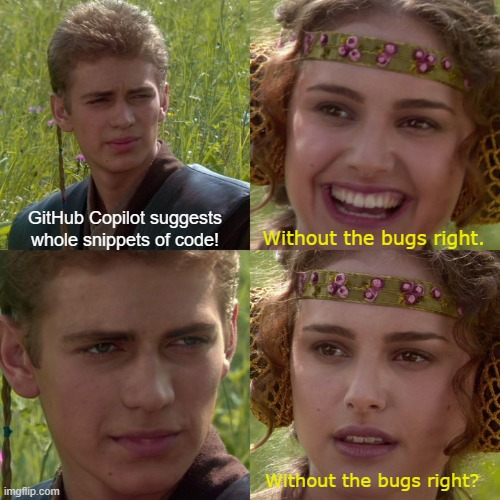 GitHub Copilot suggests
whole snippets of code!
Without the bugs right.
Without the bugs right?
imgflip.com